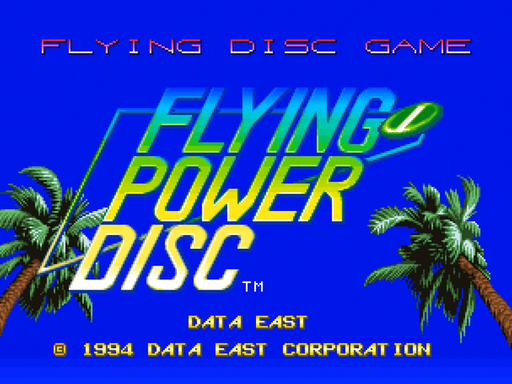 FLYING DISC GAME
FLYING
POWER
DISC
TM
DATA EAST
© 1994 DATA EAST CORPORATION